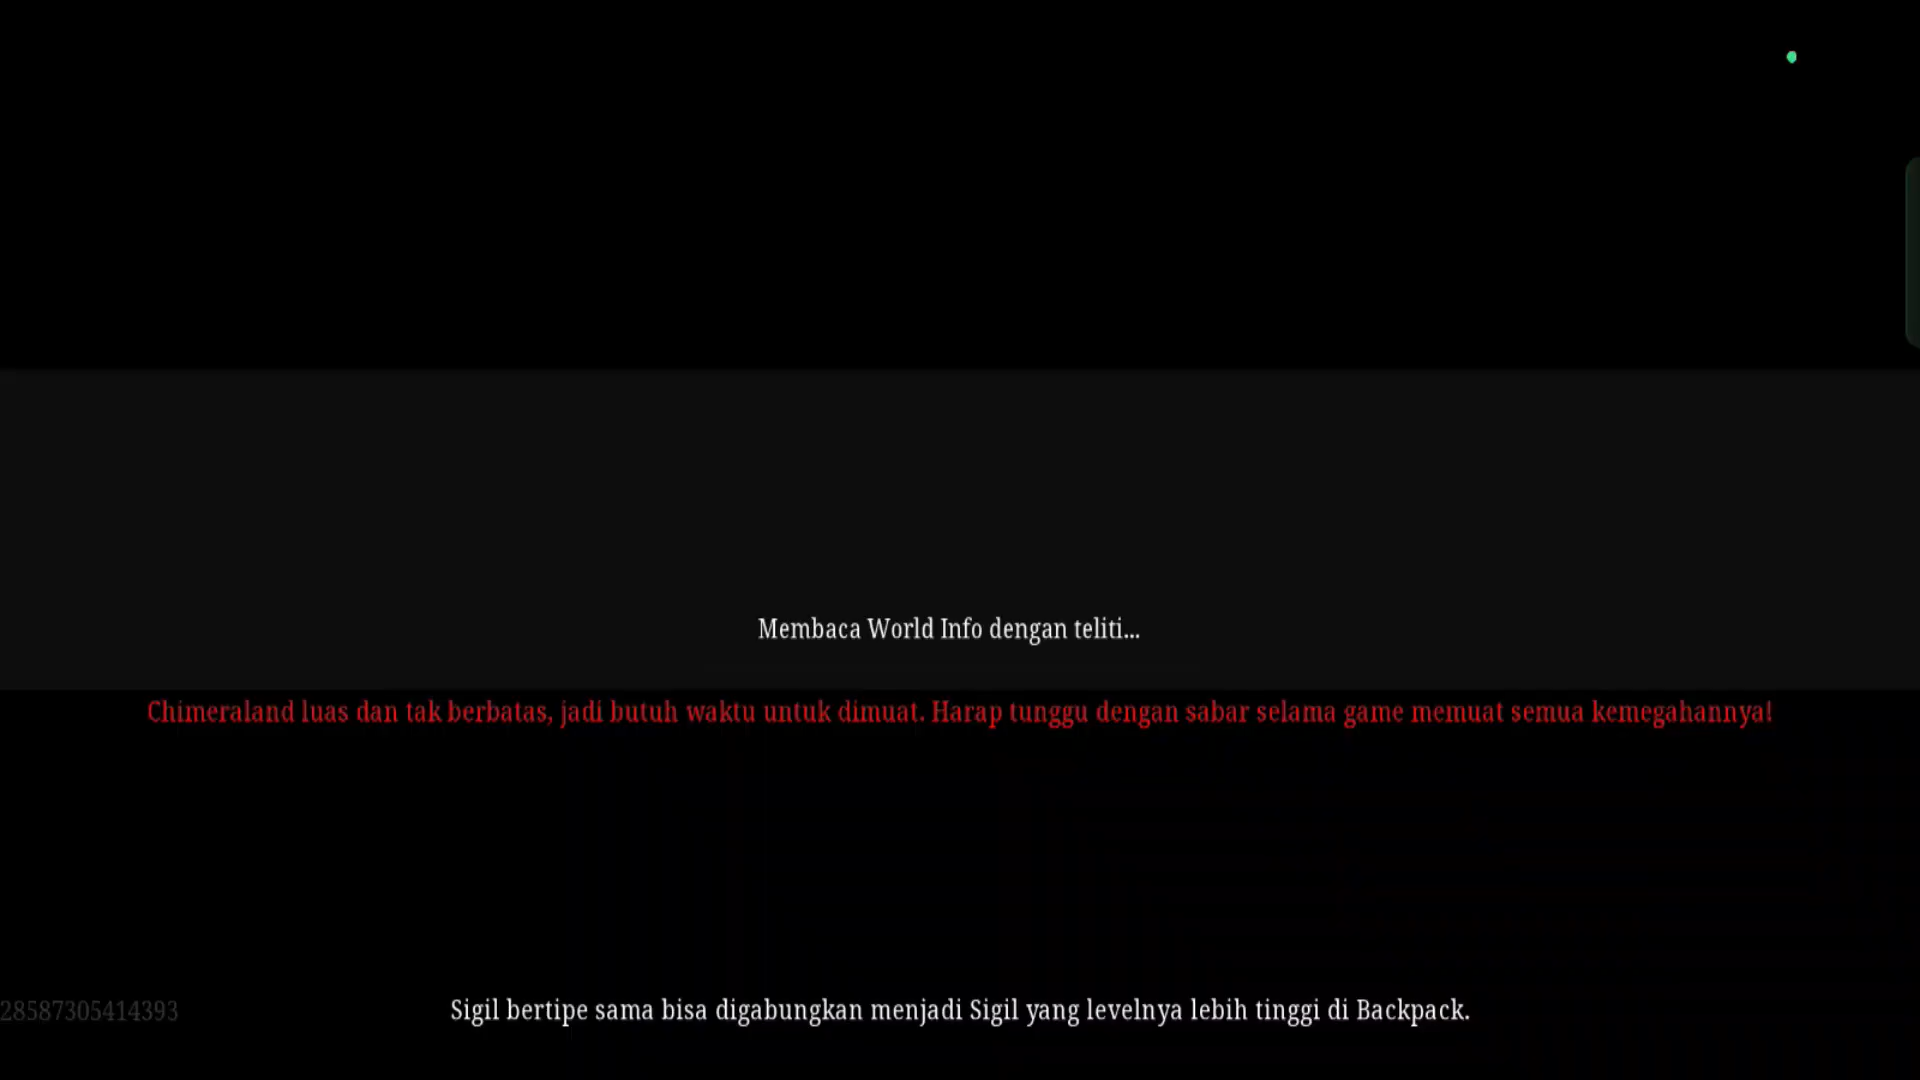 Membaca World Info dengan teliti...
Chimeraland luas dan tak berbatas, jadi butuh waktu untuk dimuat. Harap tunggu dengan sabar selama game memuat semua kemegahannya!
28587305414393
Sigil bertipe sama bisa digabungkan menjadi Sigil yang levelnya lebih tinggi di Backpack.